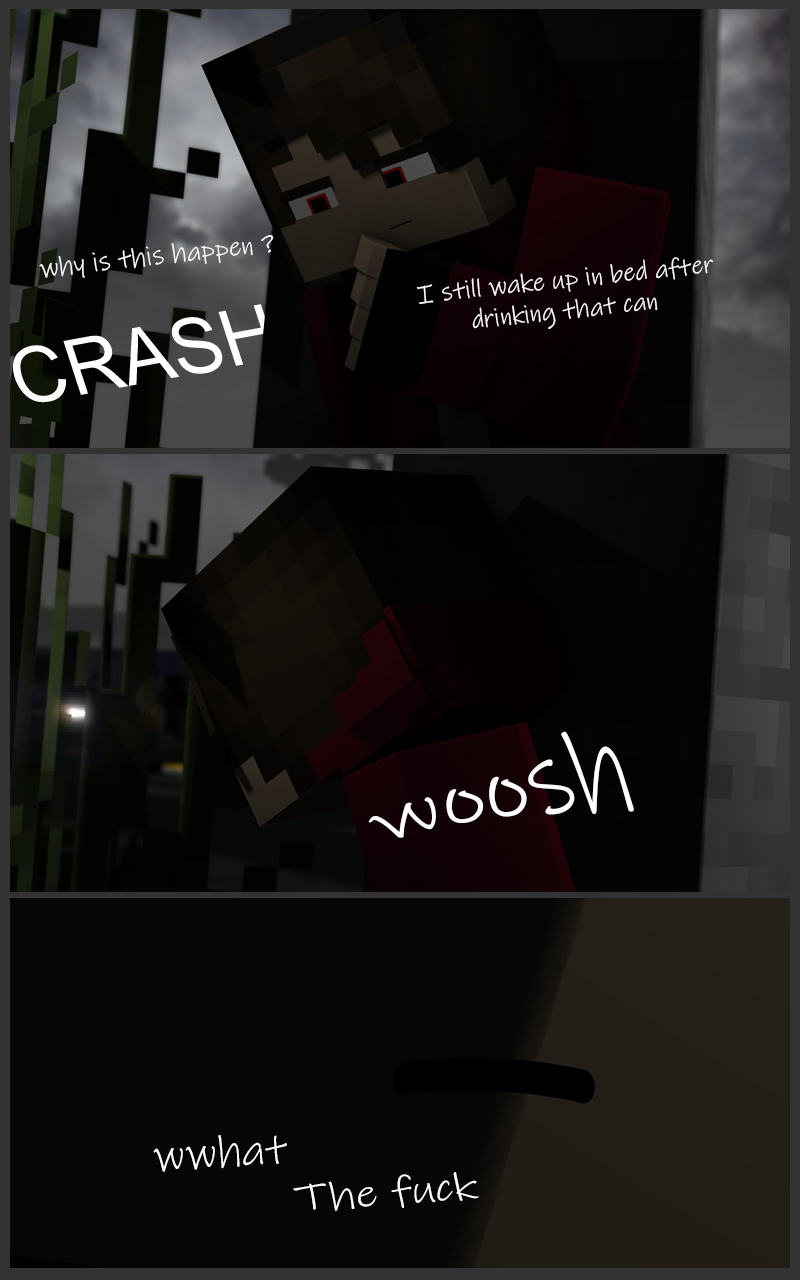 why is this happen ?
I still wake up in bed after
drinking that can
CRASH
woosh
wwhat
The fuck